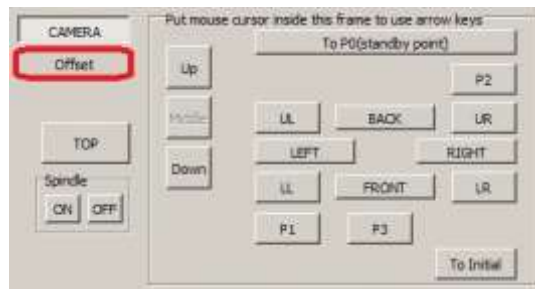 CAMERA
Offset
TOP
Spindle
ON OFF
Put mouse cursor inside this frame to use arrow keys
To P0(standby point)
Up
P2
Middle
UL BACK UR
LEFT RIGHT
Down
LL FRONT LR
P1 P3
To Initial